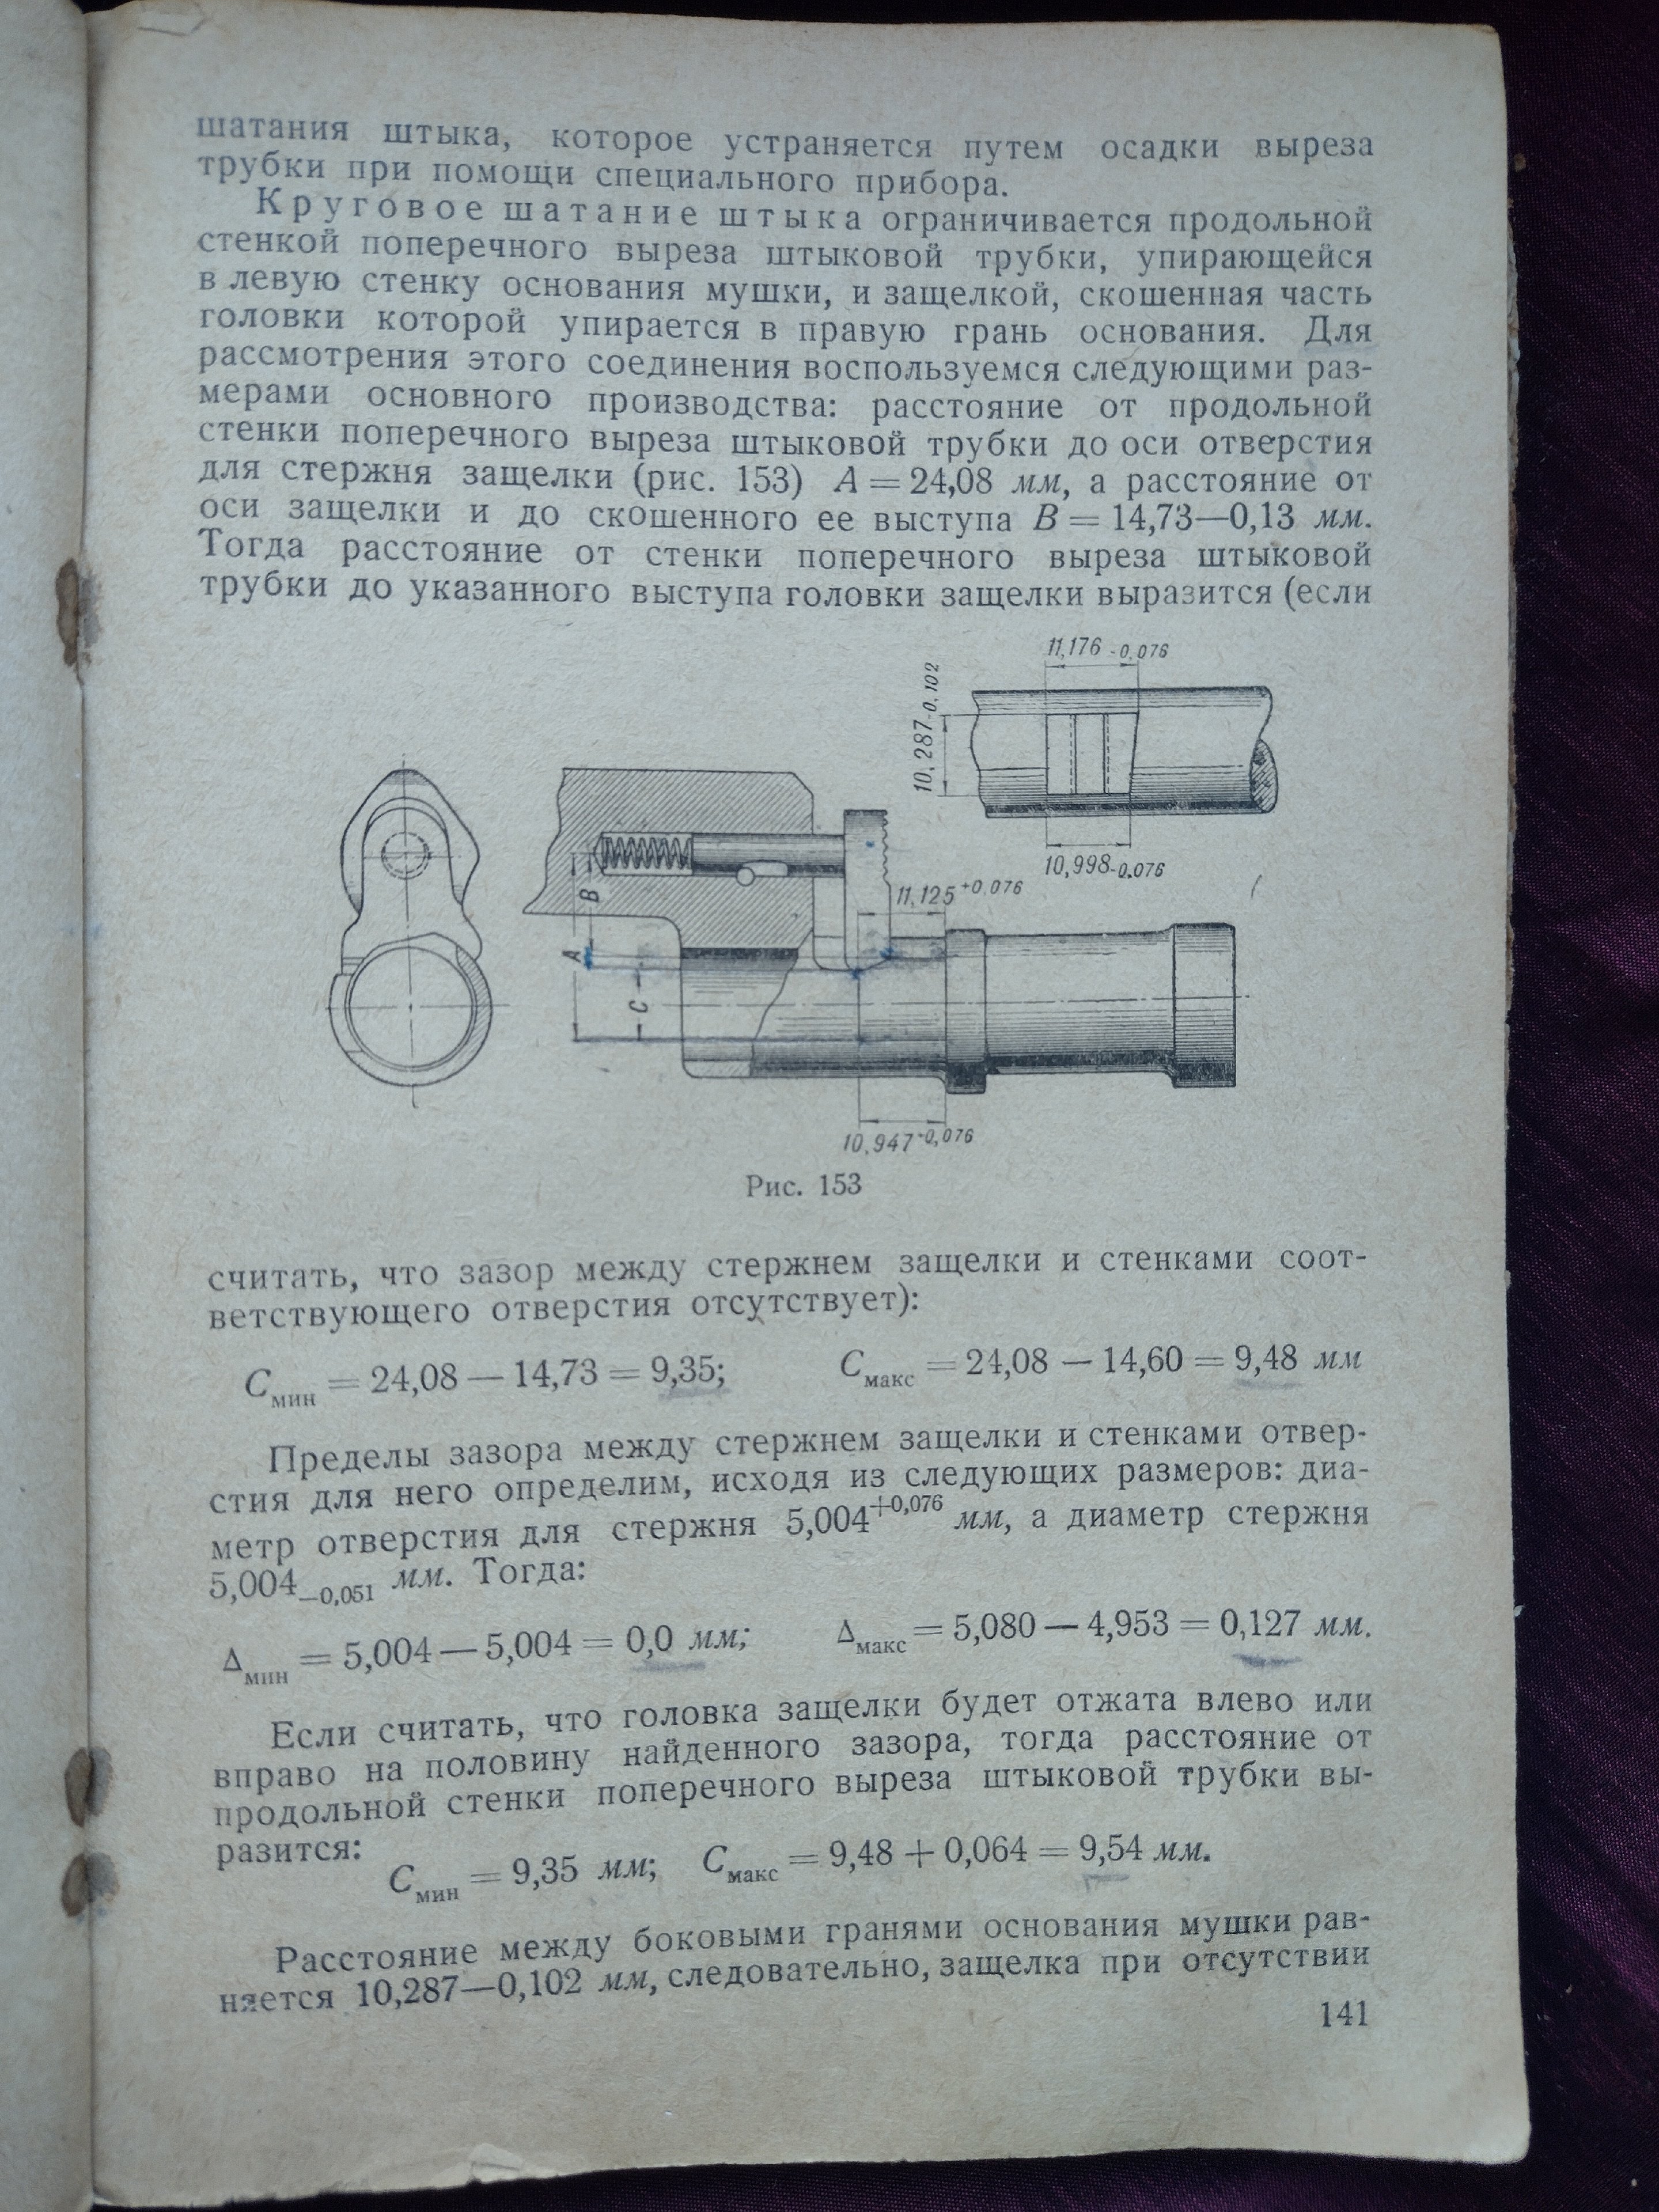 шатания штыка, которое устраняется путем осадки выреза
трубки при помощи специального прибора.
Круговое шатание штыка ограничивается продольной
стенкой поперечного выреза штыковой трубки, упирающейся
в левую стенку основания мушки, и защелкой, скошенная часть
головки которой упирается в правую грань основания. Для
рассмотрения этого соединения воспользуемся следующими раз-
мерами основного производства: расстояние от продольной
стенки поперечного выреза штыковой трубки до оси отверстия
для стержня защелки (рис. 153) A = 24,08 мм, а расстояние от
оси защелки и до скошенного ее выступа B = 14,73—0,13 мм.
Тогда расстояние от стенки поперечного выреза штыковой
трубки до указанного выступа головки защелки выразится (если
11,176 -0,076
10,287-0,102
10,998-0,076
11,125 +0,076
B
A
C
10,947+0,076
Рис. 153
считать, что зазор между стержнем защелки и стенками соот-
ветствующего отверстия отсутствует):
Cмин = 24,08 — 14,73 = 9,35; Cмакс = 24,08 — 14,60 = 9,48 мм
Пределы зазора между стержнем защелки и стенками отвер-
стия для него определим, исходя из следующих размеров: диа-
метр отверстия для стержня 5,004+0,076 мм, а диаметр стержня
5,004—0,051 мм. Тогда:
Δмин = 5,004 — 5,004 = 0,0 мм; Δмакс = 5,080 — 4,953 = 0,127 мм.
Если считать, что головка защелки будет отжата влево или
вправо на половину найденного зазора, тогда расстояние от
продольной стенки поперечного выреза штыковой трубки вы-
разится:
Cмин = 9,35 мм; Cмакс = 9,48 + 0,064 = 9,54 мм.
Расстояние между боковыми гранями основания мушки рав-
няется 10,287—0,102 мм, следовательно, защелка при отсутствии
141